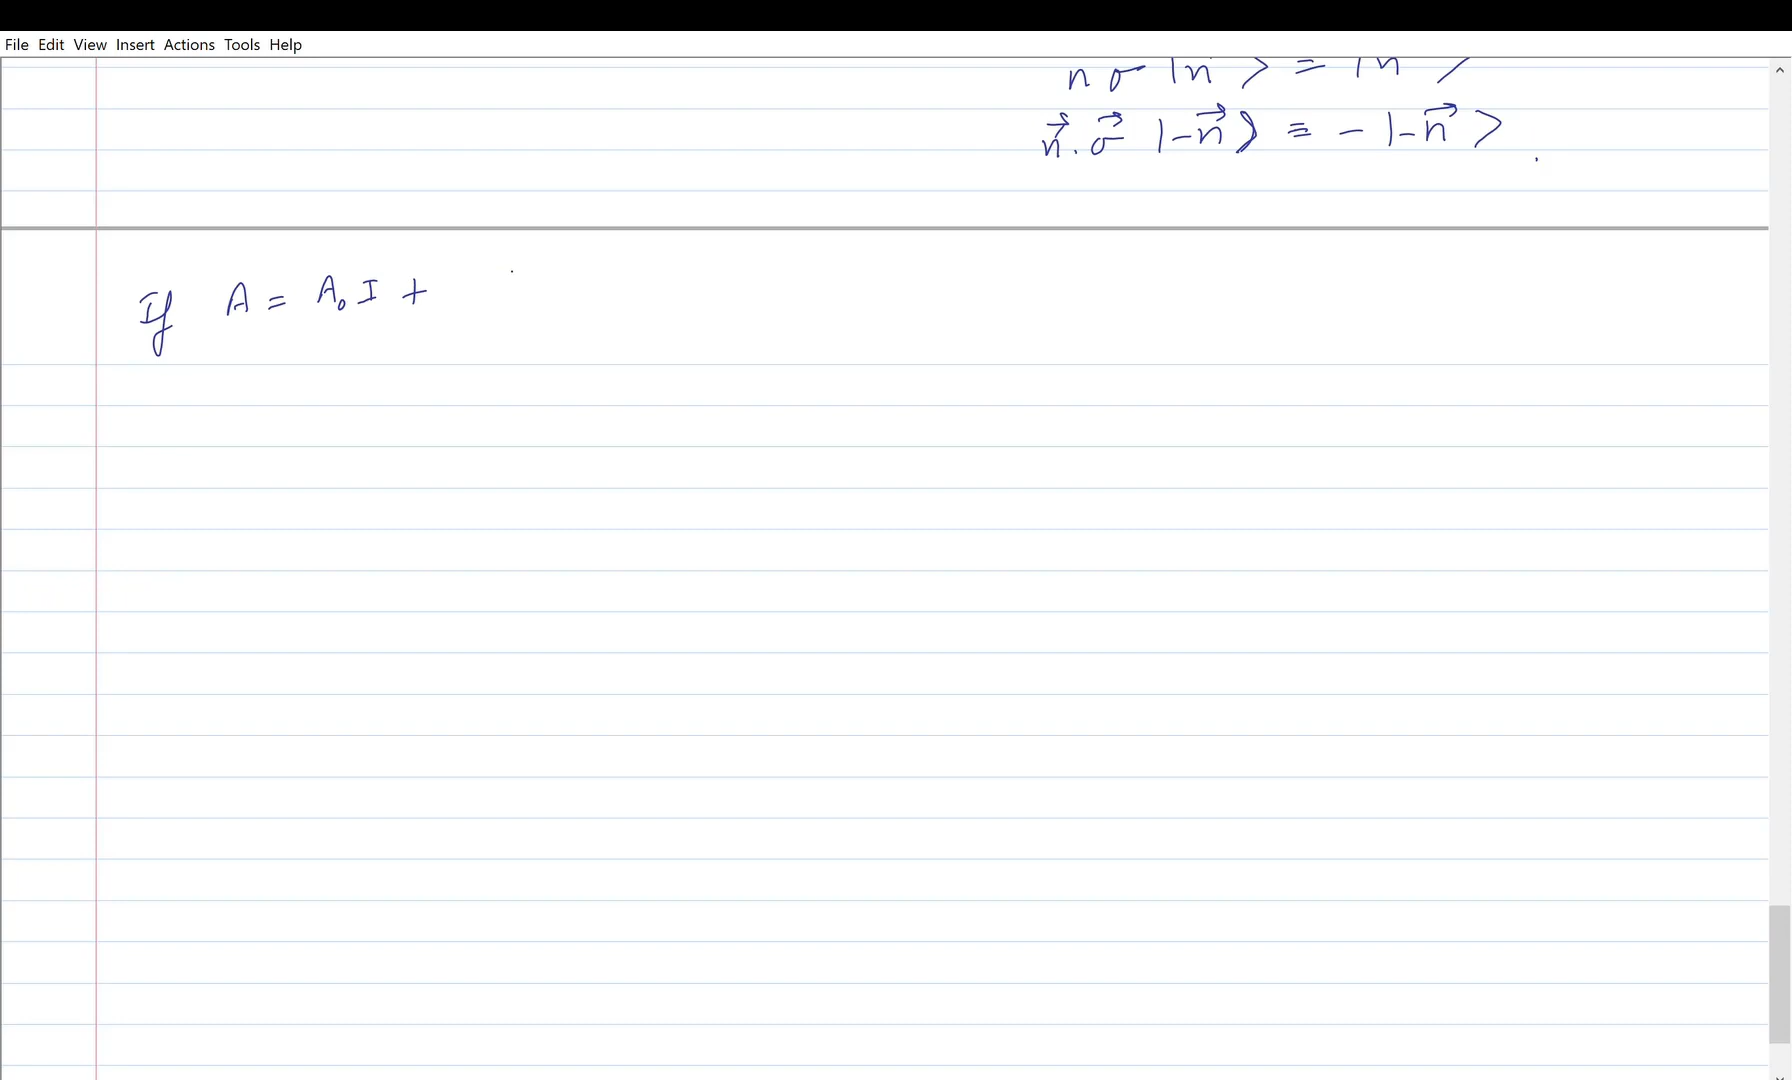 File Edit View Insert Actions Tools Help
n σ |n⟩ = |n⟩
n⃗.σ⃗ |-n⃗⟩ = - |-n⃗⟩.
If A = A₀ I +